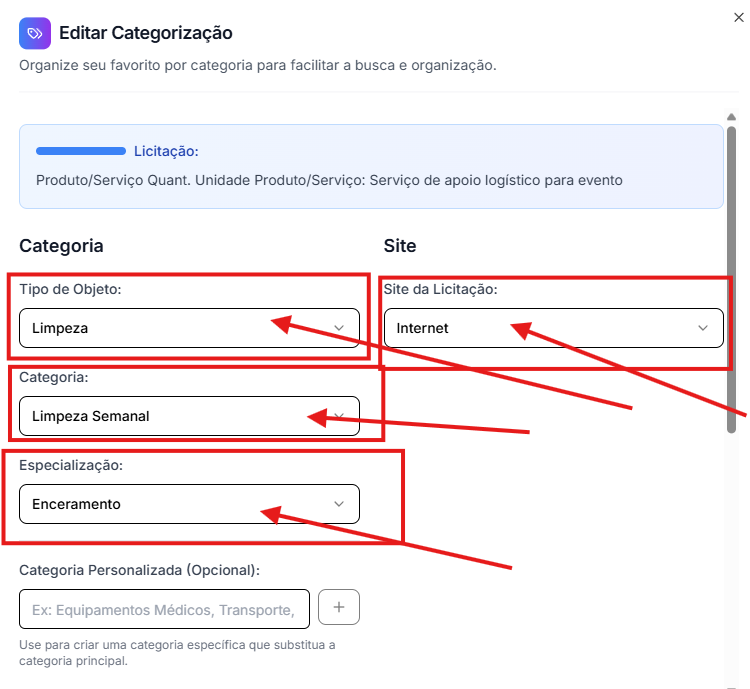 Editar Categorização
Organize seu favorito por categoria para facilitar a busca e organização.
Licitação:
Produto/Serviço Quant. Unidade Produto/Serviço: Serviço de apoio logístico para evento
Categoria
Tipo de Objeto:
Limpeza
Categoria:
Limpeza Semanal
Especialização:
Enceramento
Categoria Personalizada (Opcional):
Ex: Equipamentos Médicos, Transporte,
Use para criar uma categoria específica que substitua a
categoria principal.
Site
Site da Licitação:
Internet